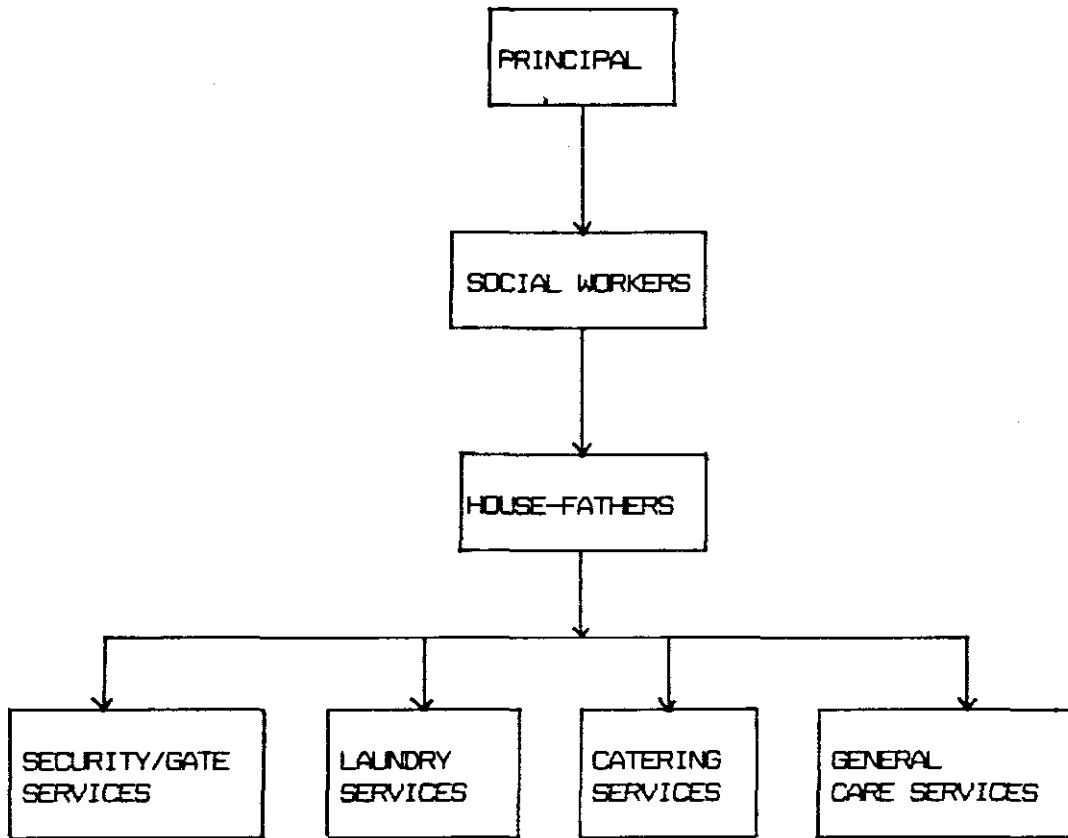 PRINCIPAL
SOCIAL WORKERS
HOUSE-FATHERS
SECURITY/GATE
SERVICES
LAUNDRY
SERVICES
CATERING
SERVICES
GENERAL
CARE SERVICES